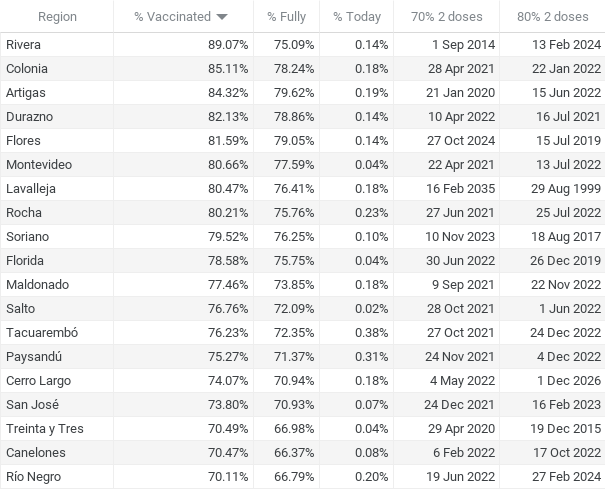 Region % Vaccinated % Fully % Today 70% 2 doses 80% 2 doses
Rivera 89.07% 75.09% 0.14% 1 Sep 2014 13 Feb 2024
Colonia 85.11% 78.24% 0.18% 28 Apr 2021 22 Jan 2022
Artigas 84.32% 79.62% 0.19% 21 Jan 2020 15 Jun 2022
Durazno 82.13% 78.86% 0.14% 10 Apr 2022 16 Jul 2021
Flores 81.59% 79.05% 0.14% 27 Oct 2024 15 Jul 2019
Montevideo 80.66% 77.59% 0.04% 22 Apr 2021 13 Jul 2022
Lavalleja 80.47% 76.41% 0.18% 16 Feb 2035 29 Aug 1999
Rocha 80.21% 75.76% 0.23% 27 Jun 2021 25 Jul 2022
Soriano 79.52% 76.25% 0.10% 10 Nov 2023 18 Aug 2017
Florida 78.58% 75.75% 0.04% 30 Jun 2022 26 Dec 2019
Maldonado 77.46% 73.85% 0.18% 9 Sep 2021 22 Nov 2022
Salto 76.76% 72.09% 0.02% 28 Oct 2021 1 Jun 2022
Tacuarembó 76.23% 72.35% 0.38% 27 Oct 2021 24 Dec 2022
Paysandú 75.27% 71.37% 0.31% 24 Nov 2021 4 Dec 2022
Cerro Largo 74.07% 70.94% 0.18% 4 May 2022 1 Dec 2026
San José 73.80% 70.93% 0.07% 24 Dec 2021 16 Feb 2023
Treinta y Tres 70.49% 66.98% 0.04% 29 Apr 2020 19 Dec 2015
Canelones 70.47% 66.37% 0.08% 6 Feb 2022 17 Oct 2022
Río Negro 70.11% 66.79% 0.20% 19 Jun 2022 27 Feb 2024